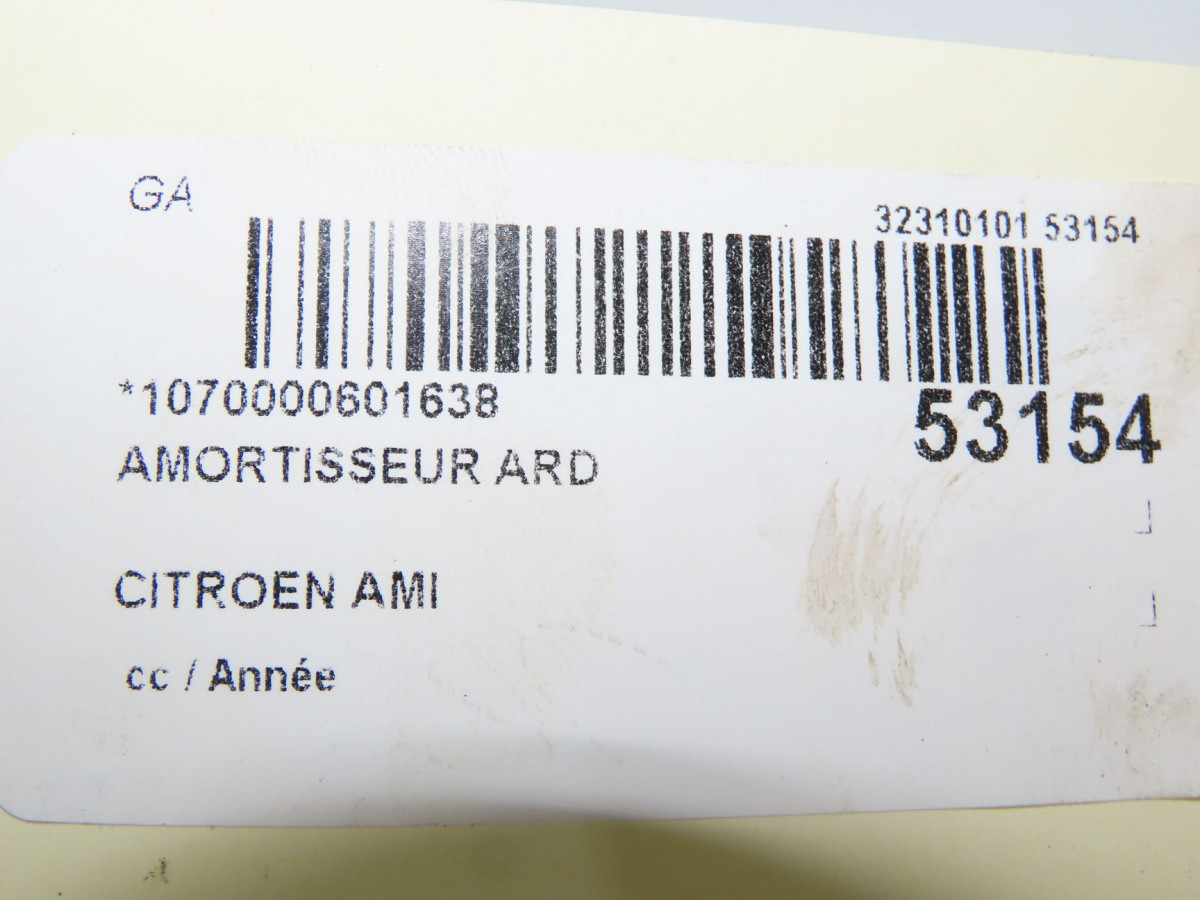 GA
32310101 53154
*1070000601638
53154
AMORTISSEUR ARD
CITROEN AMI
cc / Année